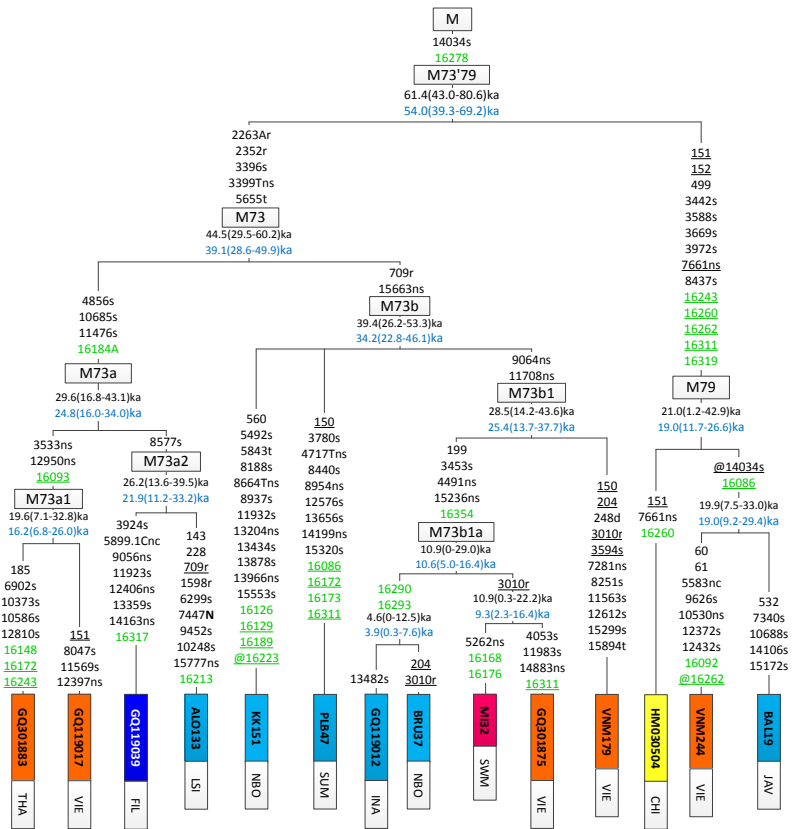 M
14034s
16278
M73'79
61.4(43.0-80.6)ka
54.0(39.3-69.2)ka
2263Ar
2352r
3396s
3399Tns
5655t
M73
44.5(29.5-60.2)ka
39.1(28.6-49.9)ka
151
152
499
3442s
3588s
3669s
3972s
7661ns
8437s
16243
16260
16262
16311
16319
M79
21.0(1.2-42.9)ka
19.0(11.7-26.6)ka
4856s
10685s
11476s
16184A
M73a
29.6(16.8-43.1)ka
24.8(16.0-34.0)ka
709r
15663ns
M73b
39.4(26.2-53.3)ka
34.2(22.8-46.1)ka
9064ns
11708ns
M73b1
28.5(14.2-43.6)ka
25.4(13.7-37.7)ka
3533ns
12950ns
16093
M73a1
19.6(7.1-32.8)ka
16.2(6.8-26.0)ka
8577s
M73a2
26.2(13.6-39.5)ka
21.9(11.2-33.2)ka
199
3453s
4491ns
15236ns
16354
M73b1a
10.9(0-29.0)ka
10.6(5.0-16.4)ka
@14034s
16086
19.9(7.5-33.0)ka
19.0(9.2-29.4)ka
16290
16293
4.6(0-12.5)ka
3.9(0.3-7.6)ka
3010r
10.9(0.3-22.2)ka
9.3(2.3-16.4)ka
185
6902s
10373s
10586s
12810s
16148
16172
16243
GQ301883
THA
151
8047s
11569s
12397ns
GQ119017
VIE
3924s
5899.1Cnc
9056ns
11923s
12406ns
13359s
14163ns
16317
GQ119039
FIL
143
228
709r
1598r
6299s
7447N
9452s
10248s
15777ns
16213
ALO133
LSI
560
5492s
5843t
8188s
8664Tns
8937s
11932s
13204ns
13434s
13878s
13966ns
15553s
16126
16129
16189
@16223
KK151
NBO
150
3780s
4717Tns
8440s
8954ns
12576s
13656s
14199ns
15320s
16086
16172
16173
16311
PLB47
SUM
13482s
GQ119012
INA
204
3010r
BRU37
NBO
5262ns
16168
16176
MI32
SWM
4053s
11983s
14883ns
16311
GQ301875
VIE
150
204
248d
3010r
3594s
7281ns
8251s
11563s
12612s
15299s
15894t
VNM179
VIE
151
7661ns
16260
HM030504
CHI
60
61
5583nc
9626s
10530ns
12372s
12432s
16092
@16262
VNM244
VIE
532
7340s
10688s
14106s
15172s
BAL19
JAV